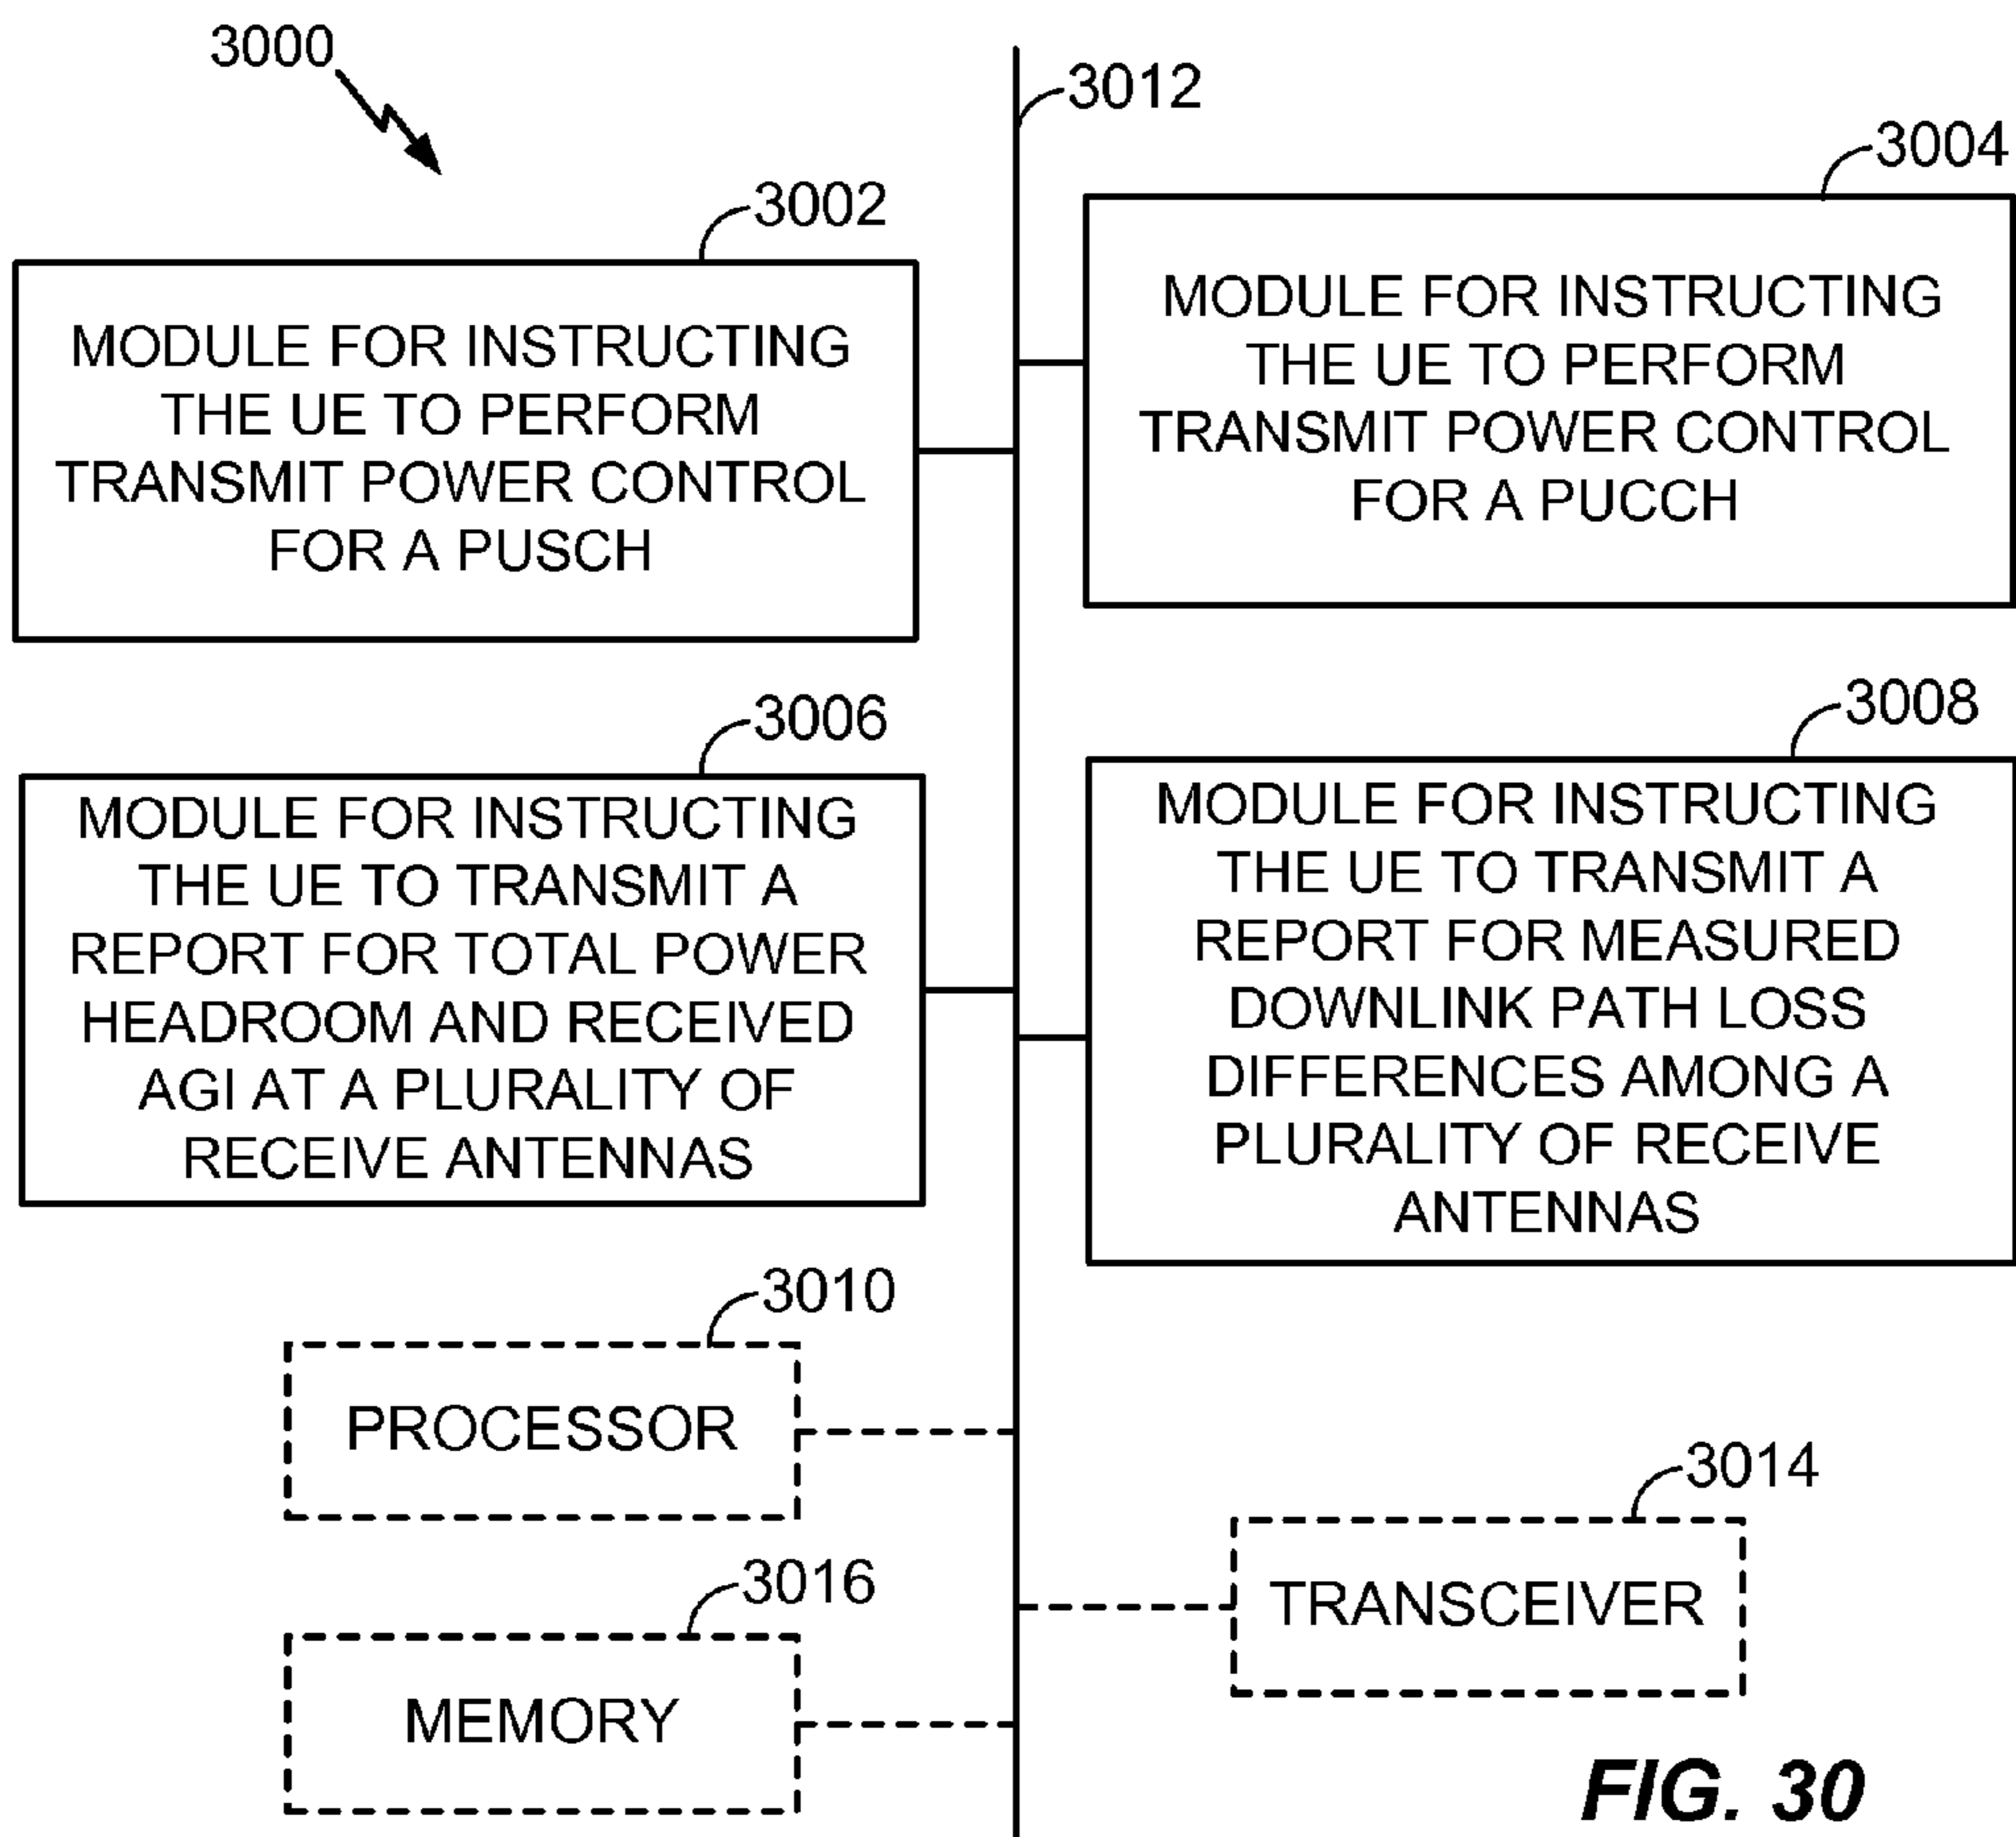 3000
3012
3002
MODULE FOR INSTRUCTING
THE UE TO PERFORM
TRANSMIT POWER CONTROL
FOR A PUSCH
3004
MODULE FOR INSTRUCTING
THE UE TO PERFORM
TRANSMIT POWER CONTROL
FOR A PUCCH
3006
MODULE FOR INSTRUCTING
THE UE TO TRANSMIT A
REPORT FOR TOTAL POWER
HEADROOM AND RECEIVED
AGI AT A PLURALITY OF
RECEIVE ANTENNAS
3008
MODULE FOR INSTRUCTING
THE UE TO TRANSMIT A
REPORT FOR MEASURED
DOWNLINK PATH LOSS
DIFFERENCES AMONG A
PLURALITY OF RECEIVE
ANTENNAS
3010
PROCESSOR
3014
TRANSCEIVER
3016
MEMORY
FIG. 30